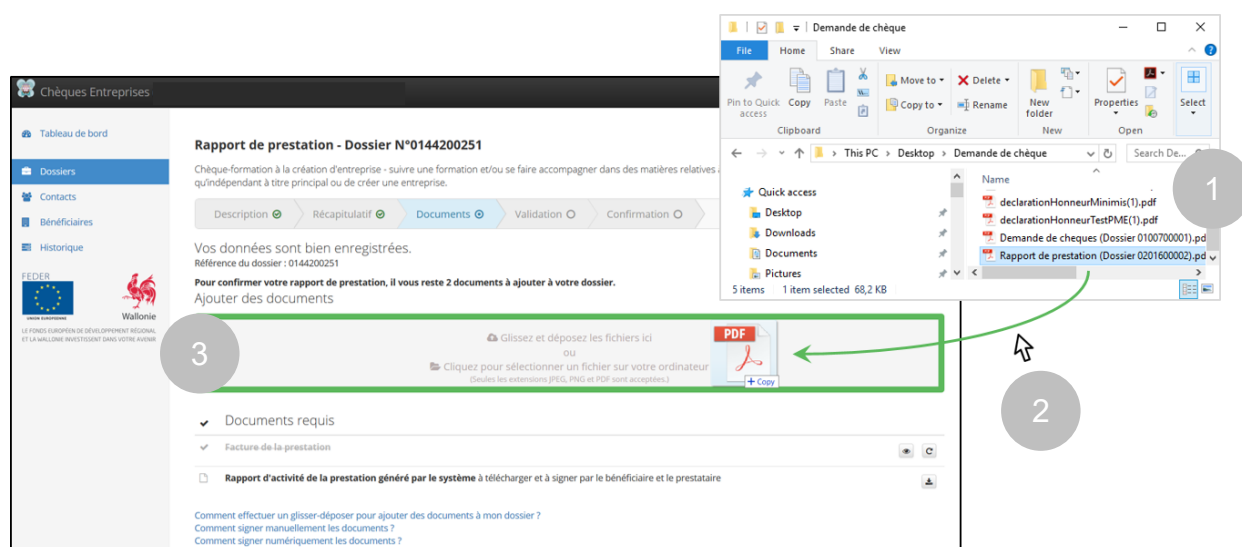 Demande de chèque
File Home Share View
Pin to Quick access
Copy
Paste
Move to
Copy to
Delete
Rename
New folder
Properties
Select
Clipboard Organize New Open
This PC > Desktop > Demande de chèque
Search De...
Quick access
Desktop
Downloads
Documents
Pictures
Name
declarationHonneurMinimis(1).pdf
declarationHonneurTestPME(1).pdf
Demande de cheques (Dossier 0100700001).pd
Rapport de prestation (Dossier 0201600002).pd
5 items 1 item selected 68,2 KB
1
2
3
Chèques Entreprises
Tableau de bord
Dossiers
Contacts
Bénéficiaires
Historique
FEDER
UNION EUROPEENNE
Wallonie
LE FONDS EUROPÉEN DE DÉVELOPPEMENT RÉGIONAL
ET LA WALLONIE INVESTISSENT DANS VOTRE AVENIR
Rapport de prestation - Dossier N°0144200251
Chèque-formation à la création d'entreprise - suivre une formation et/ou se faire accompagner dans des matières relatives
qu'indépendant à titre principal ou de créer une entreprise.
Description Récapitulatif Documents Validation Confirmation
Vos données sont bien enregistrées.
Référence du dossier : 0144200251
Pour confirmer votre rapport de prestation, il vous reste 2 documents à ajouter à votre dossier.
Ajouter des documents
Glissez et déposez les fichiers ici
ou
Cliquez pour sélectionner un fichier sur votre ordinateur
(Seules les extensions JPEG, PNG et PDF sont acceptées.)
PDF
+ Copy
Documents requis
Facture de la prestation
Rapport d'activité de la prestation généré par le système à télécharger et à signer par le bénéficiaire et le prestataire
Comment effectuer un glisser-déposer pour ajouter des documents à mon dossier ?
Comment signer manuellement les documents ?
Comment signer numériquement les documents ?